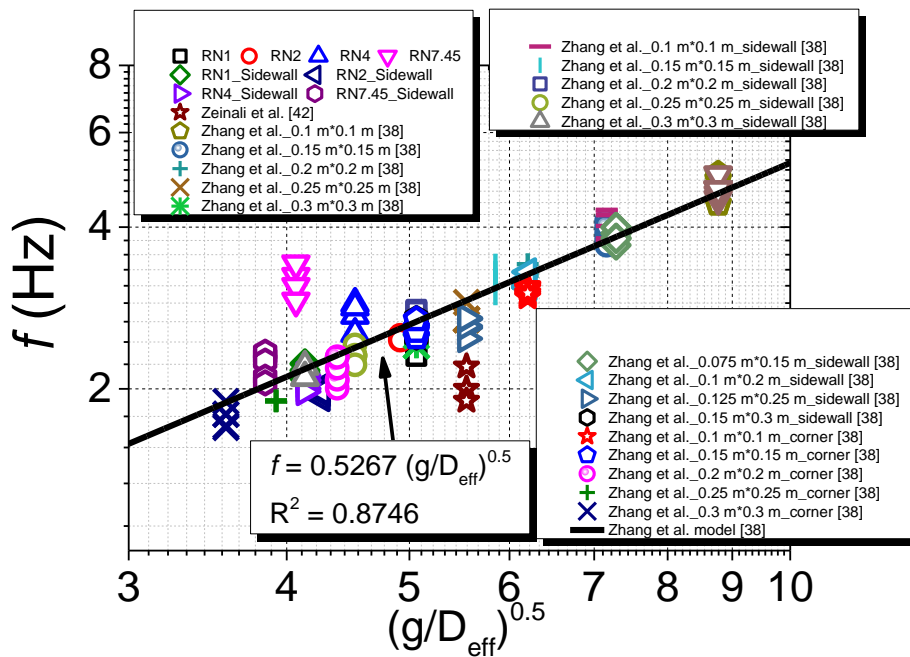 RN1 RN2 RN4 RN7.45
RN1_Sidewall RN2_Sidewall
RN4_Sidewall RN7.45_Sidewall
Zeinali et al. [42]
Zhang et al._0.1 m*0.1 m [38]
Zhang et al._0.15 m*0.15 m [38]
Zhang et al._0.2 m*0.2 m [38]
Zhang et al._0.25 m*0.25 m [38]
Zhang et al._0.3 m*0.3 m [38]
Zhang et al._0.1 m*0.1 m_sidewall [38]
Zhang et al._0.15 m*0.15 m_sidewall [38]
Zhang et al._0.2 m*0.2 m_sidewall [38]
Zhang et al._0.25 m*0.25 m_sidewall [38]
Zhang et al._0.3 m*0.3 m_sidewall [38]
8
6
4
2
f (Hz)
Zhang et al._0.075 m*0.15 m_sidewall [38]
Zhang et al._0.1 m*0.2 m_sidewall [38]
Zhang et al._0.125 m*0.25 m_sidewall [38]
Zhang et al._0.15 m*0.3 m_sidewall [38]
Zhang et al._0.1 m*0.1 m_corner [38]
Zhang et al._0.15 m*0.15 m_corner [38]
Zhang et al._0.2 m*0.2 m_corner [38]
Zhang et al._0.25 m*0.25 m_corner [38]
Zhang et al._0.3 m*0.3 m_corner [38]
Zhang et al. model [38]
f = 0.5267 (g/D_eff)^0.5
R^2 = 0.8746
3 4 5 6 7 8 9 10
(g/D_eff)^0.5